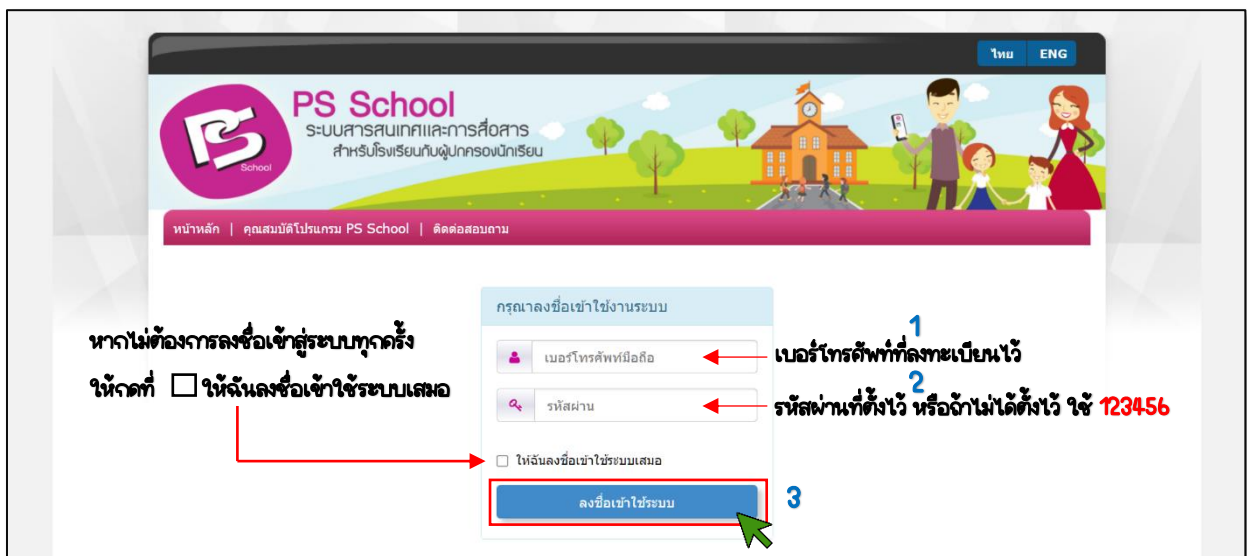 ไทย ENG
PS School
ระบบสารสนเทศและการสื่อสาร
สำหรับโรงเรียนกับผู้ปกครองนักเรียน
PS
School
หน้าหลัก | คุณสมบัติโปรแกรม PS School | ติดต่อสอบถาม
กรุณาลงชื่อเข้าใช้งานระบบ
หากไม่ต้องการลงชื่อเข้าสู่ระบบทุกครั้ง
ให้กดที่ ☐ ให้ฉันลงชื่อเข้าใช้ระบบเสมอ
เบอร์โทรศัพท์มือถือ
1
เบอร์โทรศัพท์ที่ลงทะเบียนไว้
รหัสผ่าน
2
รหัสผ่านที่ตั้งไว้ หรือถ้าไม่ได้ตั้งไว้ ใช้ 123456
ให้ฉันลงชื่อเข้าใช้ระบบเสมอ
ลงชื่อเข้าใช้ระบบ
3